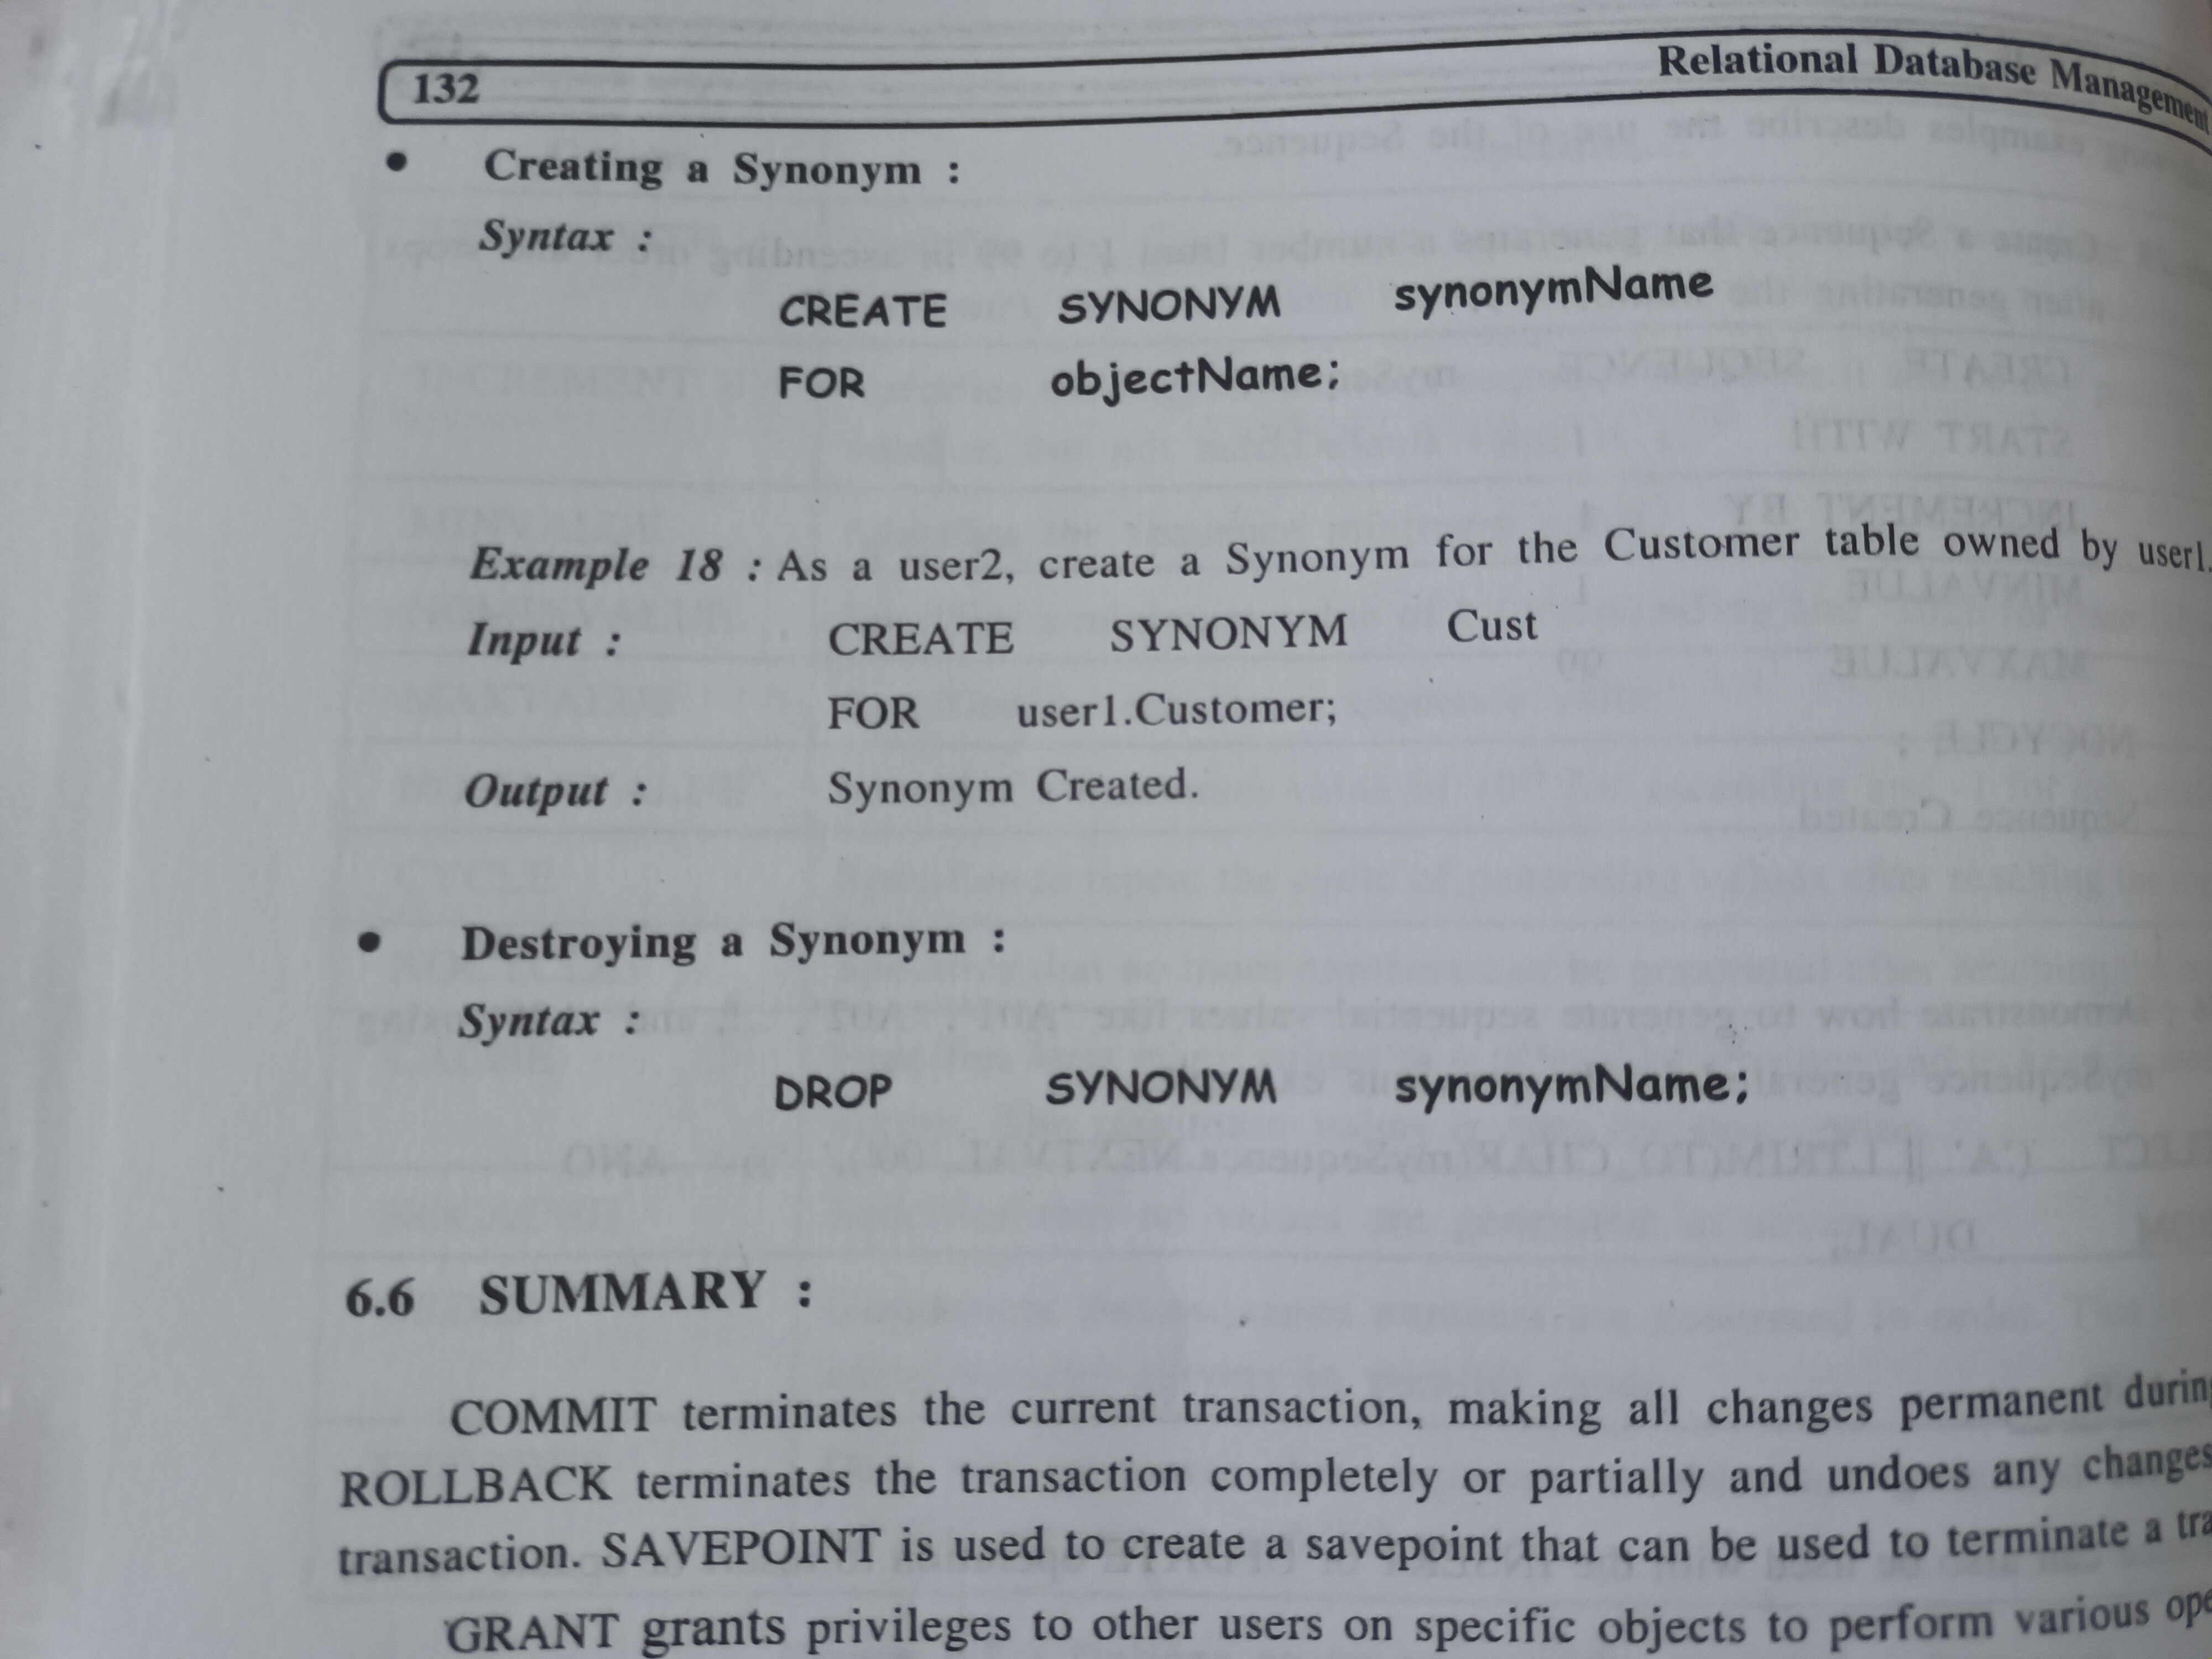 132
Relational Database Management
• Creating a Synonym :
Syntax :
CREATE SYNONYM synonymName
FOR objectName;
Example 18 : As a user2, create a Synonym for the Customer table owned by user1.
Input : CREATE SYNONYM Cust
FOR user1.Customer;
Output : Synonym Created.
• Destroying a Synonym :
Syntax :
DROP SYNONYM synonymName;
6.6 SUMMARY :
COMMIT terminates the current transaction, making all changes permanent
ROLLBACK terminates the transaction completely or partially and undoes any changes
transaction. SAVEPOINT is used to create a savepoint that can be used to terminate a
GRANT grants privileges to other users on specific objects to perform various